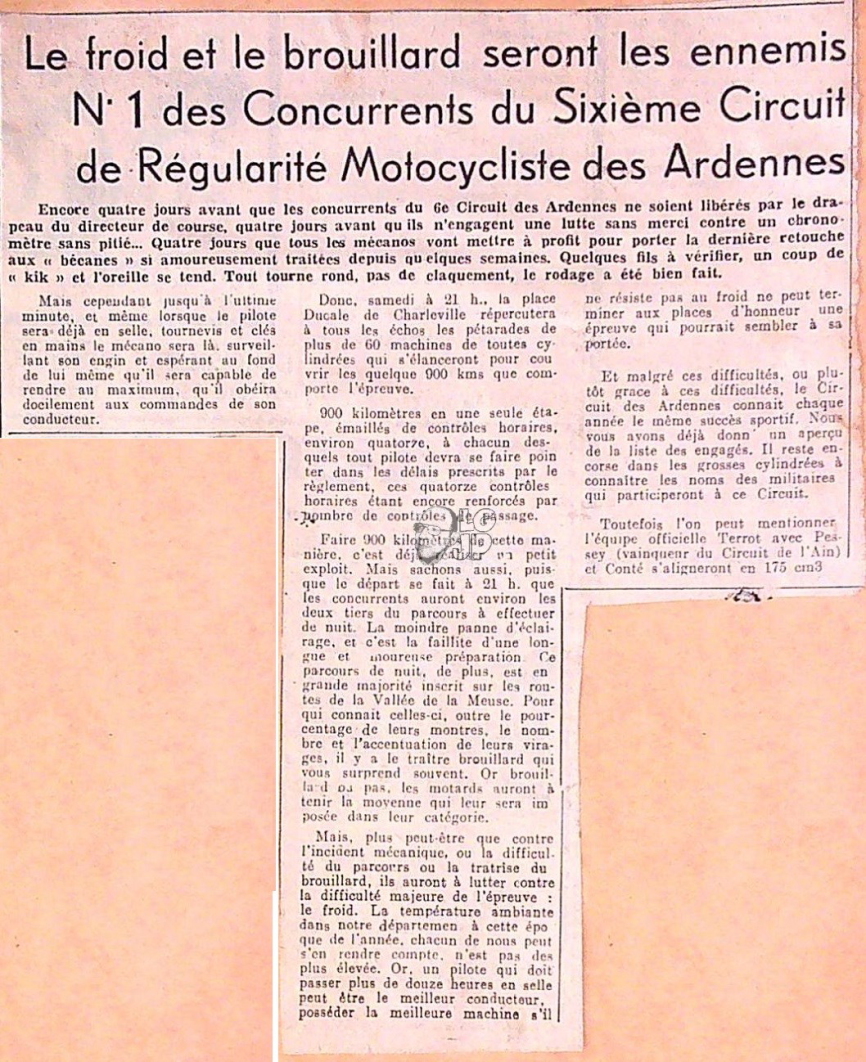 Le froid et le brouillard seront les ennemis
N° 1 des Concurrents du Sixième Circuit
de Régularité Motocycliste des Ardennes
Encore quatre jours avant que les concurrents du 6e Circuit des Ardennes ne soient libérés par le dra-
peau du directeur de course, quatre jours avant qu ils n'engagent une lutte sans merci contre un chrono-
mètre sans pitié... Quatre jours que tous les mécanos vont mettre à profit pour porter la dernière retouche
aux « bécanes » si amoureusement traitées depuis qu elques semaines. Quelques fils à vérifier, un coup de
« kik » et l'oreille se tend. Tout tourne rond, pas de claquement, le rodage a été bien fait.
Mais cependant jusqu'à l'ultime
minute, et même lorsque le pilote
sera déjà en selle, tournevis et clés
en mains le mécano sera là, surveil-
lant son engin et espérant au fond
de lui même qu'il sera capable de
rendre au maximum, qu'il obéira
docilement aux commandes de son
conducteur.
Donc, samedi à 21 h., la place
Ducale de Charleville répercutera
à tous les échos les pétarades de
plus de 60 machines de toutes cy-
lindrées qui s'élanceront pour cou
vrir les quelque 900 kms que com-
porte l'épreuve.
900 kilomètres en une seule éta-
pe, émaillés de contrôles horaires,
environ quatorze, à chacun des-
quels tout pilote devra se faire poin
ter dans les délais prescrits par le
règlement, ces quatorze contrôles
horaires étant encore renforcés par
nombre de contrôles de passage.
Faire 900 kilomètres de cette ma-
nière, c'est déjà réaliser un petit
exploit. Mais sachons aussi, puis-
que le départ se fait à 21 h. que
les concurrents auront environ les
deux tiers du parcours à effectuer
de nuit. La moindre panne d'éclai-
rage, et c'est la faillite d'une lon-
gue et moureuse préparation. Ce
parcours de nuit, de plus, est en
grande majorité inscrit sur les rou-
tes de la Vallée de la Meuse. Pour
qui connait celles-ci, outre le pour-
centage de leurs montres, le nom-
bre et l'accentuation de leurs vira-
ges, il y a le traître brouillard qui
vous surprend souvent. Or brouil-
lard ou pas, les motards auront à
tenir la moyenne qui leur sera im
posée dans leur catégorie.
Mais, plus peut-être que contre
l'incident mécanique, ou la difficul-
té du parcours ou la tratrise du
brouillard, ils auront à lutter contre
la difficulté majeure de l'épreuve :
le froid. La température ambiante
dans notre départemen à cette épo
que de l'année, chacun de nous peut
s'en rendre compte, n'est pas des
plus élevée. Or, un pilote qui doit
passer plus de douze heures en selle
peut être le meilleur conducteur,
posséder la meilleure machine s'il
ne résiste pas au froid ne peut ter-
miner aux places d'honneur une
épreuve qui pourrait sembler à sa
portée.
Et malgré ces difficultés, ou plu-
tôt grace à ces difficultés, le Cir-
cuit des Ardennes connait chaque
année le même succès sportif. Nous
vous avons déjà donn' un aperçu
de la liste des engagés. Il reste en-
corse dans les grosses cylindrées à
connaître les noms des militaires
qui participeront à ce Circuit.
Toutefois l'on peut mentionner
l'équipe officielle Terrot avec Pes-
sey (vainqueur du Circuit de l'Ain)
et Conté s'aligneront en 175 cm3